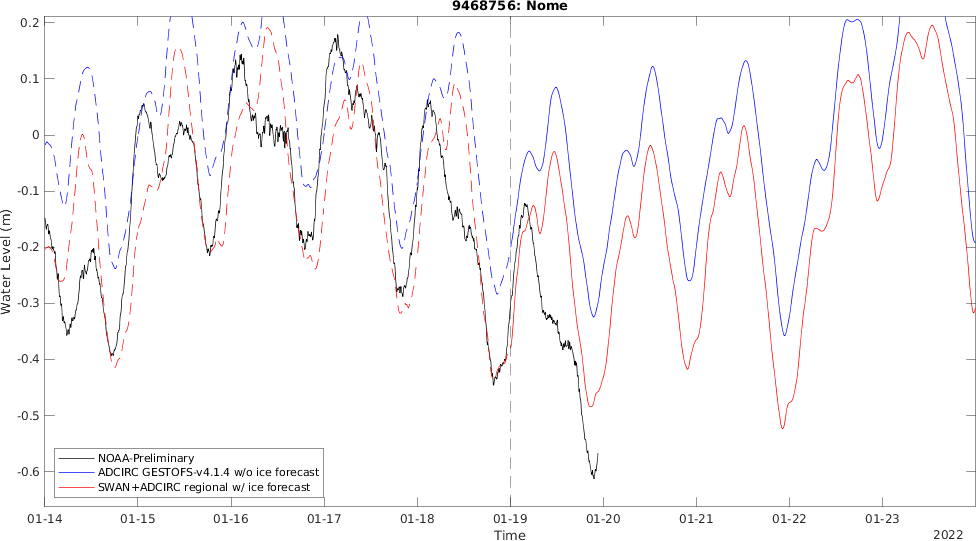 9468756: Nome
0.2
0.1
0
-0.1
-0.2
-0.3
-0.4
-0.5
-0.6
Water Level (m)
NOAA-Preliminary
ADCIRC GESTOFS-v4.1.4 w/o ice forecast
SWAN+ADCIRC regional w/ ice forecast
01-14 01-15 01-16 01-17 01-18 01-19 01-20 01-21 01-22 01-23
Time
2022